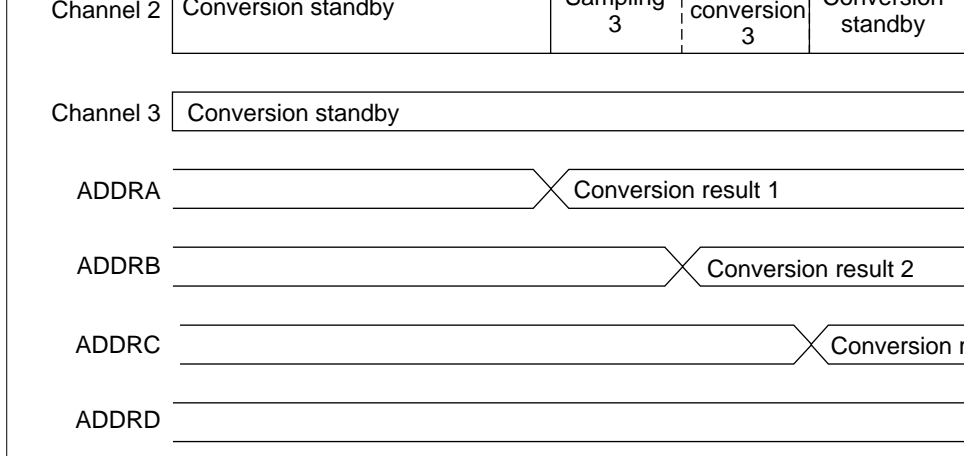 Channel 2 Conversion standby Sampling 3 conversion 3 Conversion standby
Channel 3 Conversion standby
ADDRA Conversion result 1
ADDRB Conversion result 2
ADDRC Conversion
ADDRD